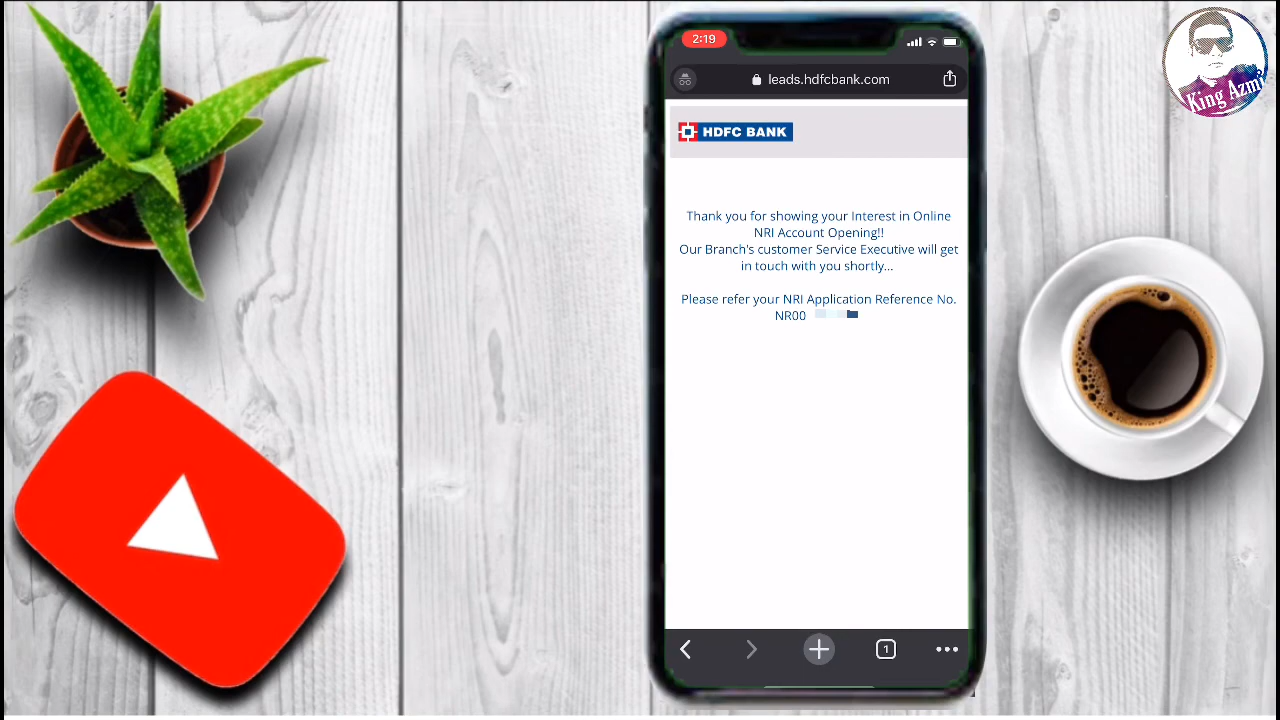 2:19
leads.hdfcbank.com
HDFC BANK
Thank you for showing your Interest in Online
NRI Account Opening!!
Our Branch's customer Service Executive will get
in touch with you shortly...
Please refer your NRI Application Reference No.
NR00
1
King Azmi